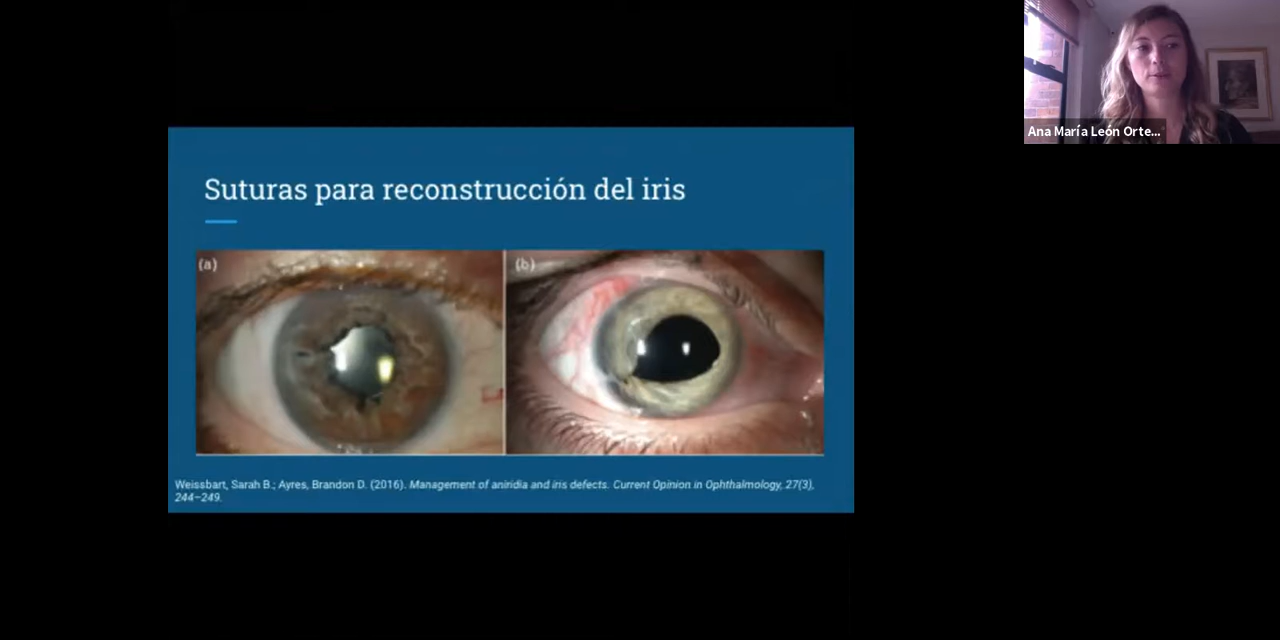 Ana María León Orte...
Suturas para reconstrucción del iris
(a)
(b)
Weissbart, Sarah B.; Ayres, Brandon D. (2016). Management of aniridia and iris defects. Current Opinion in Ophthalmology, 27(3),
244–249.